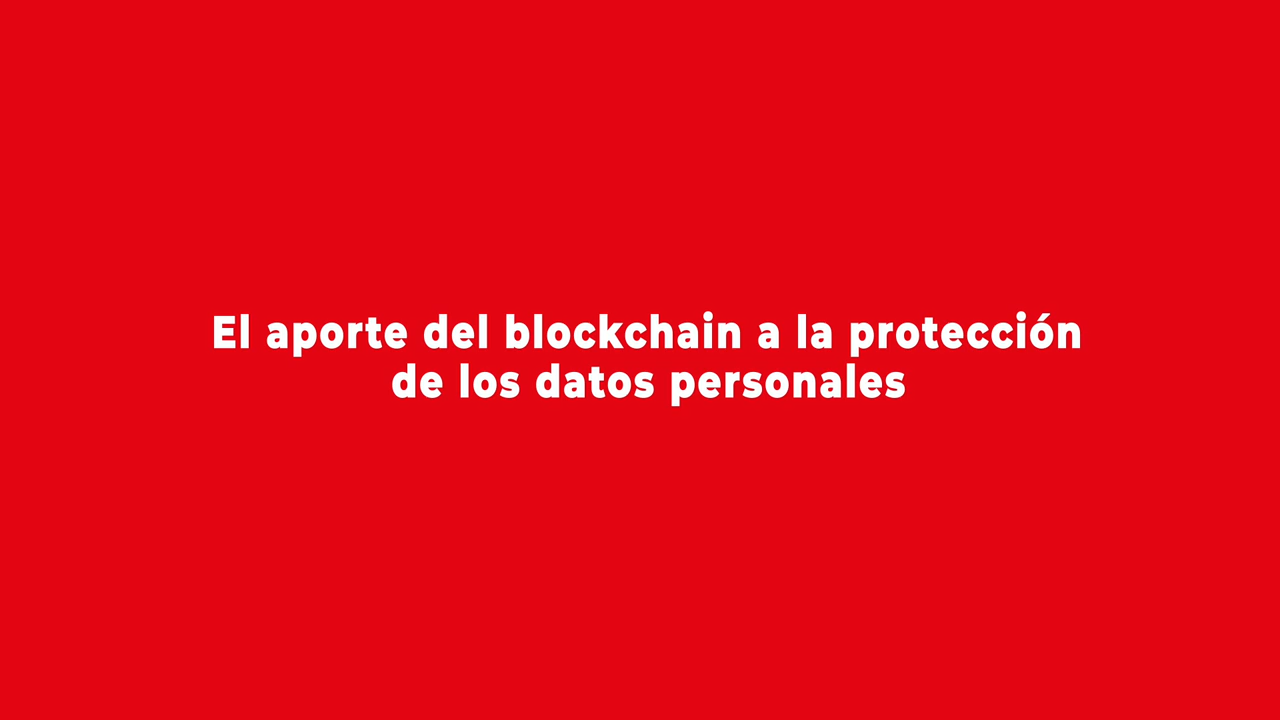 El aporte del blockchain a la protección
de los datos personales